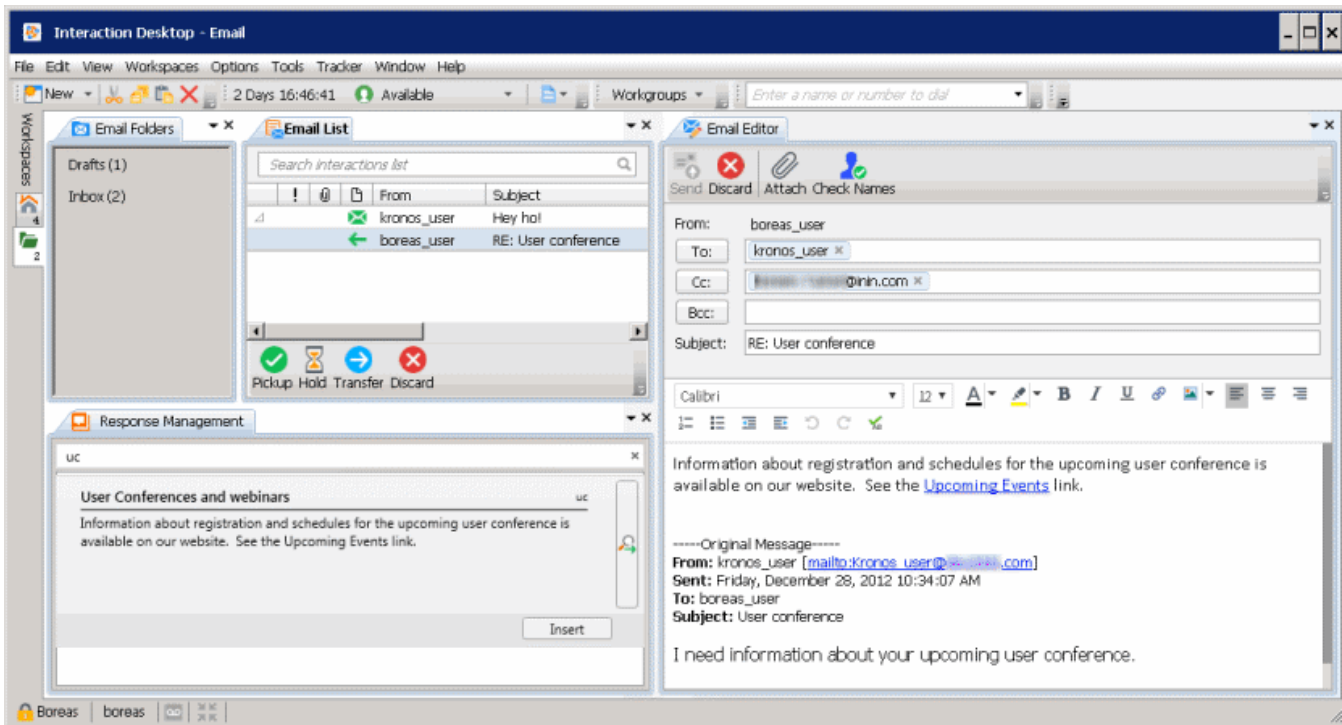 Interaction Desktop - Email
File Edit View Workspaces Options Tools Tracker Window Help
New 2 Days 16:46:41 Available Workgroups Enter a name or number to dial
Workspaces
4
2
Email Folders
Drafts (1)
Inbox (2)
Email List
Search interactions list
! From Subject
kronos_user Hey ho!
boreas_user RE: User conference
Pickup Hold Transfer Discard
Response Management
uc
User Conferences and webinars uc
Information about registration and schedules for the upcoming user conference is
available on our website. See the Upcoming Events link.
Insert
Email Editor
Send Discard Attach Check Names
From: boreas_user
To: kronos_user
Cc: @inin.com
Bcc:
Subject: RE: User conference
Calibri 12 A B I U
Information about registration and schedules for the upcoming user conference is
available on our website. See the Upcoming Events link.
-----Original Message-----
From: kronos_user [mailto:Kronos_user@ .com]
Sent: Friday, December 28, 2012 10:34:07 AM
To: boreas_user
Subject: User conference
I need information about your upcoming user conference.
Boreas boreas